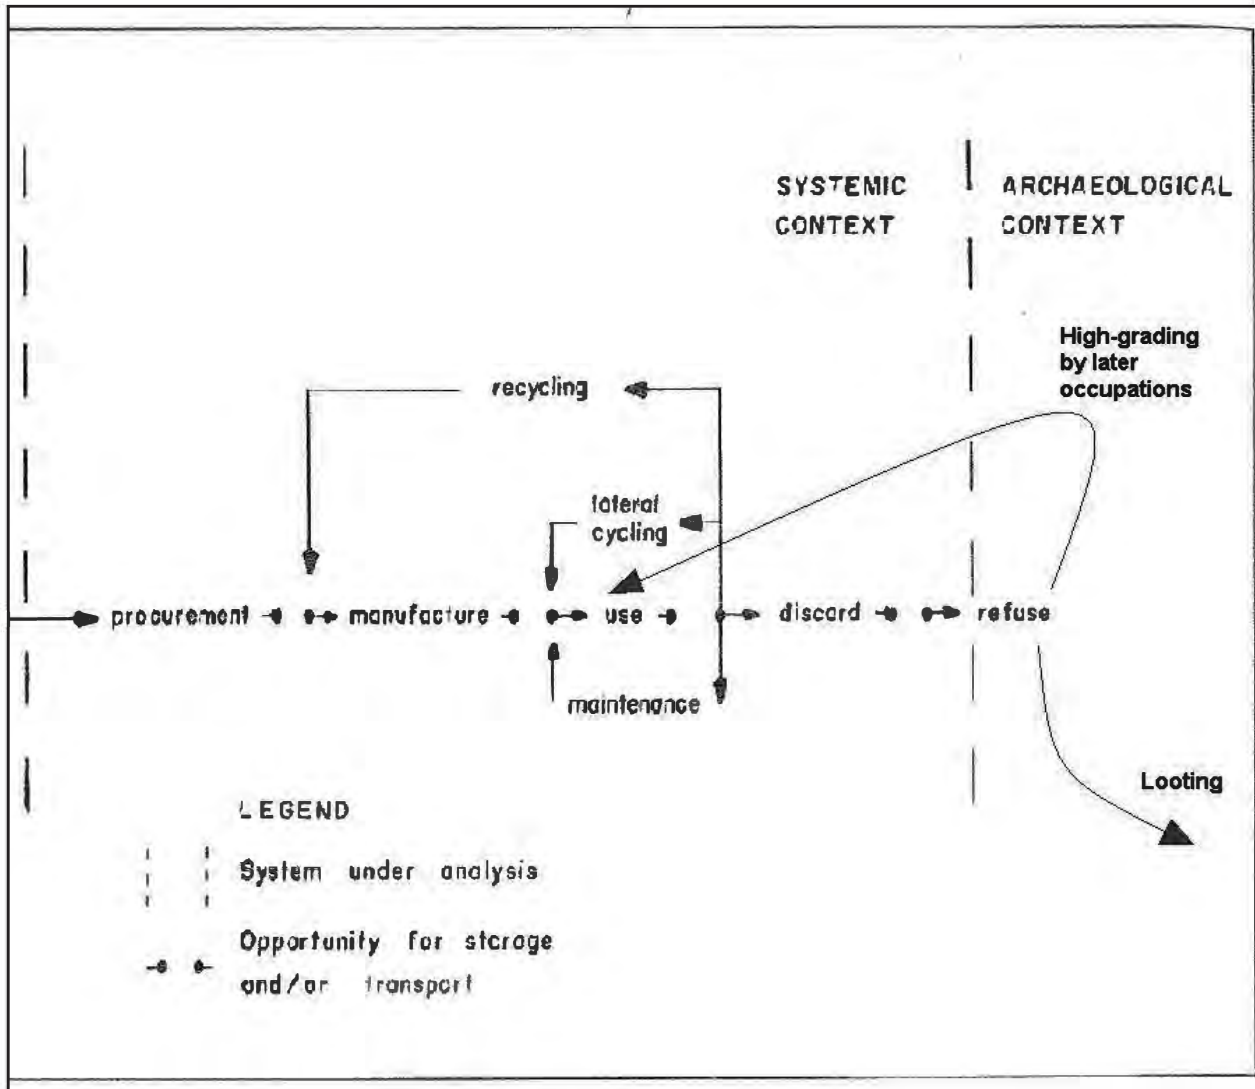 SYSTEMIC
CONTEXT
ARCHAEOLOGICAL
CONTEXT
High-grading
by later
occupations
recycling
lateral
cycling
procurement
manufacture
use
discard
refuse
maintenance
Looting
LEGEND
System under analysis
Opportunity for storage
and/or transport